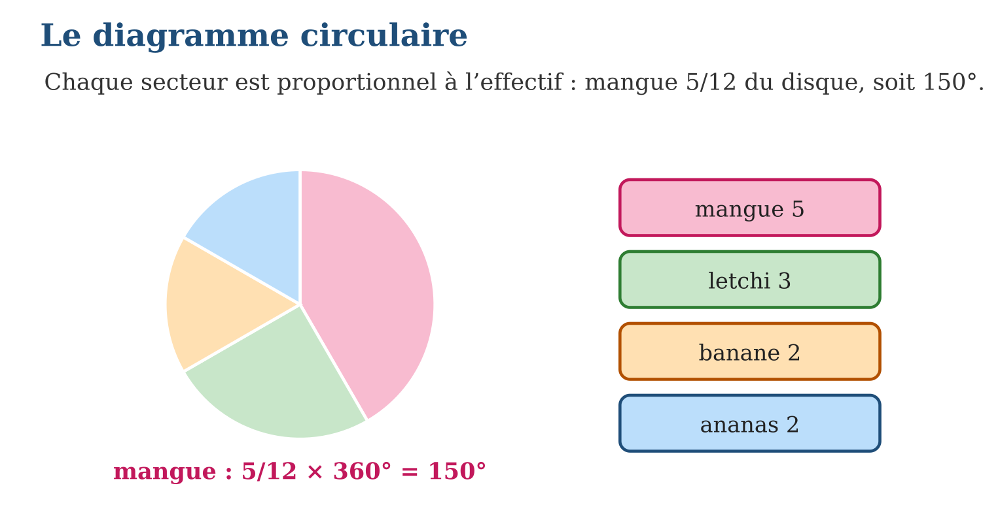 Le diagramme circulaire
Chaque secteur est proportionnel à l’effectif : mangue 5/12 du disque, soit 150°.
mangue 5
letchi 3
banane 2
ananas 2
mangue : 5/12 × 360° = 150°